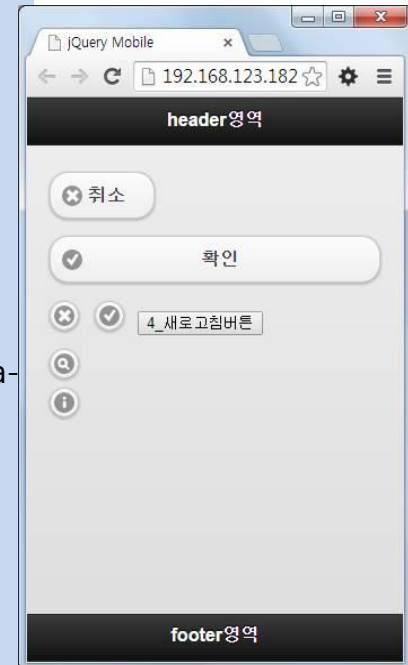 jQuery Mobile
192.168.123.182
header영역
취소
확인
4_새로고침버튼
a-
footer영역